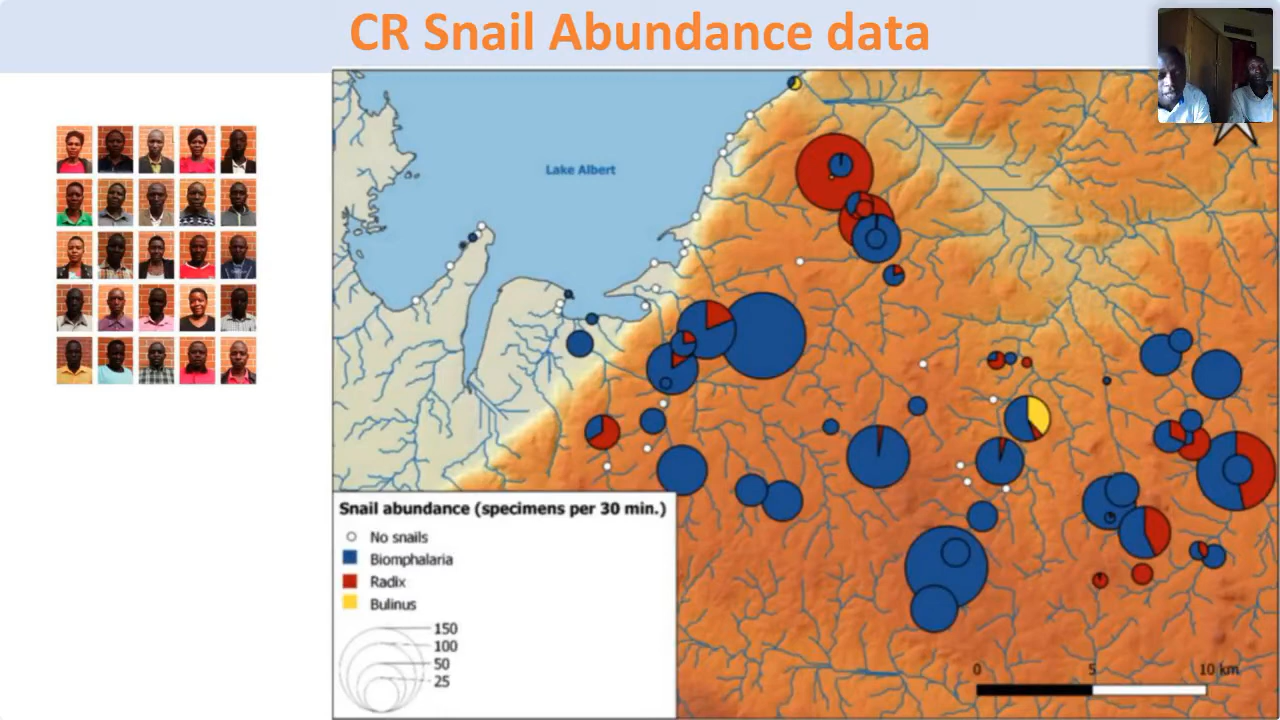 CR Snail Abundance data
Lake Albert
Snail abundance (specimens per 30 min.)
No snails
Biomphalaria
Radix
Bulinus
150
100
50
25
0 5 10 km